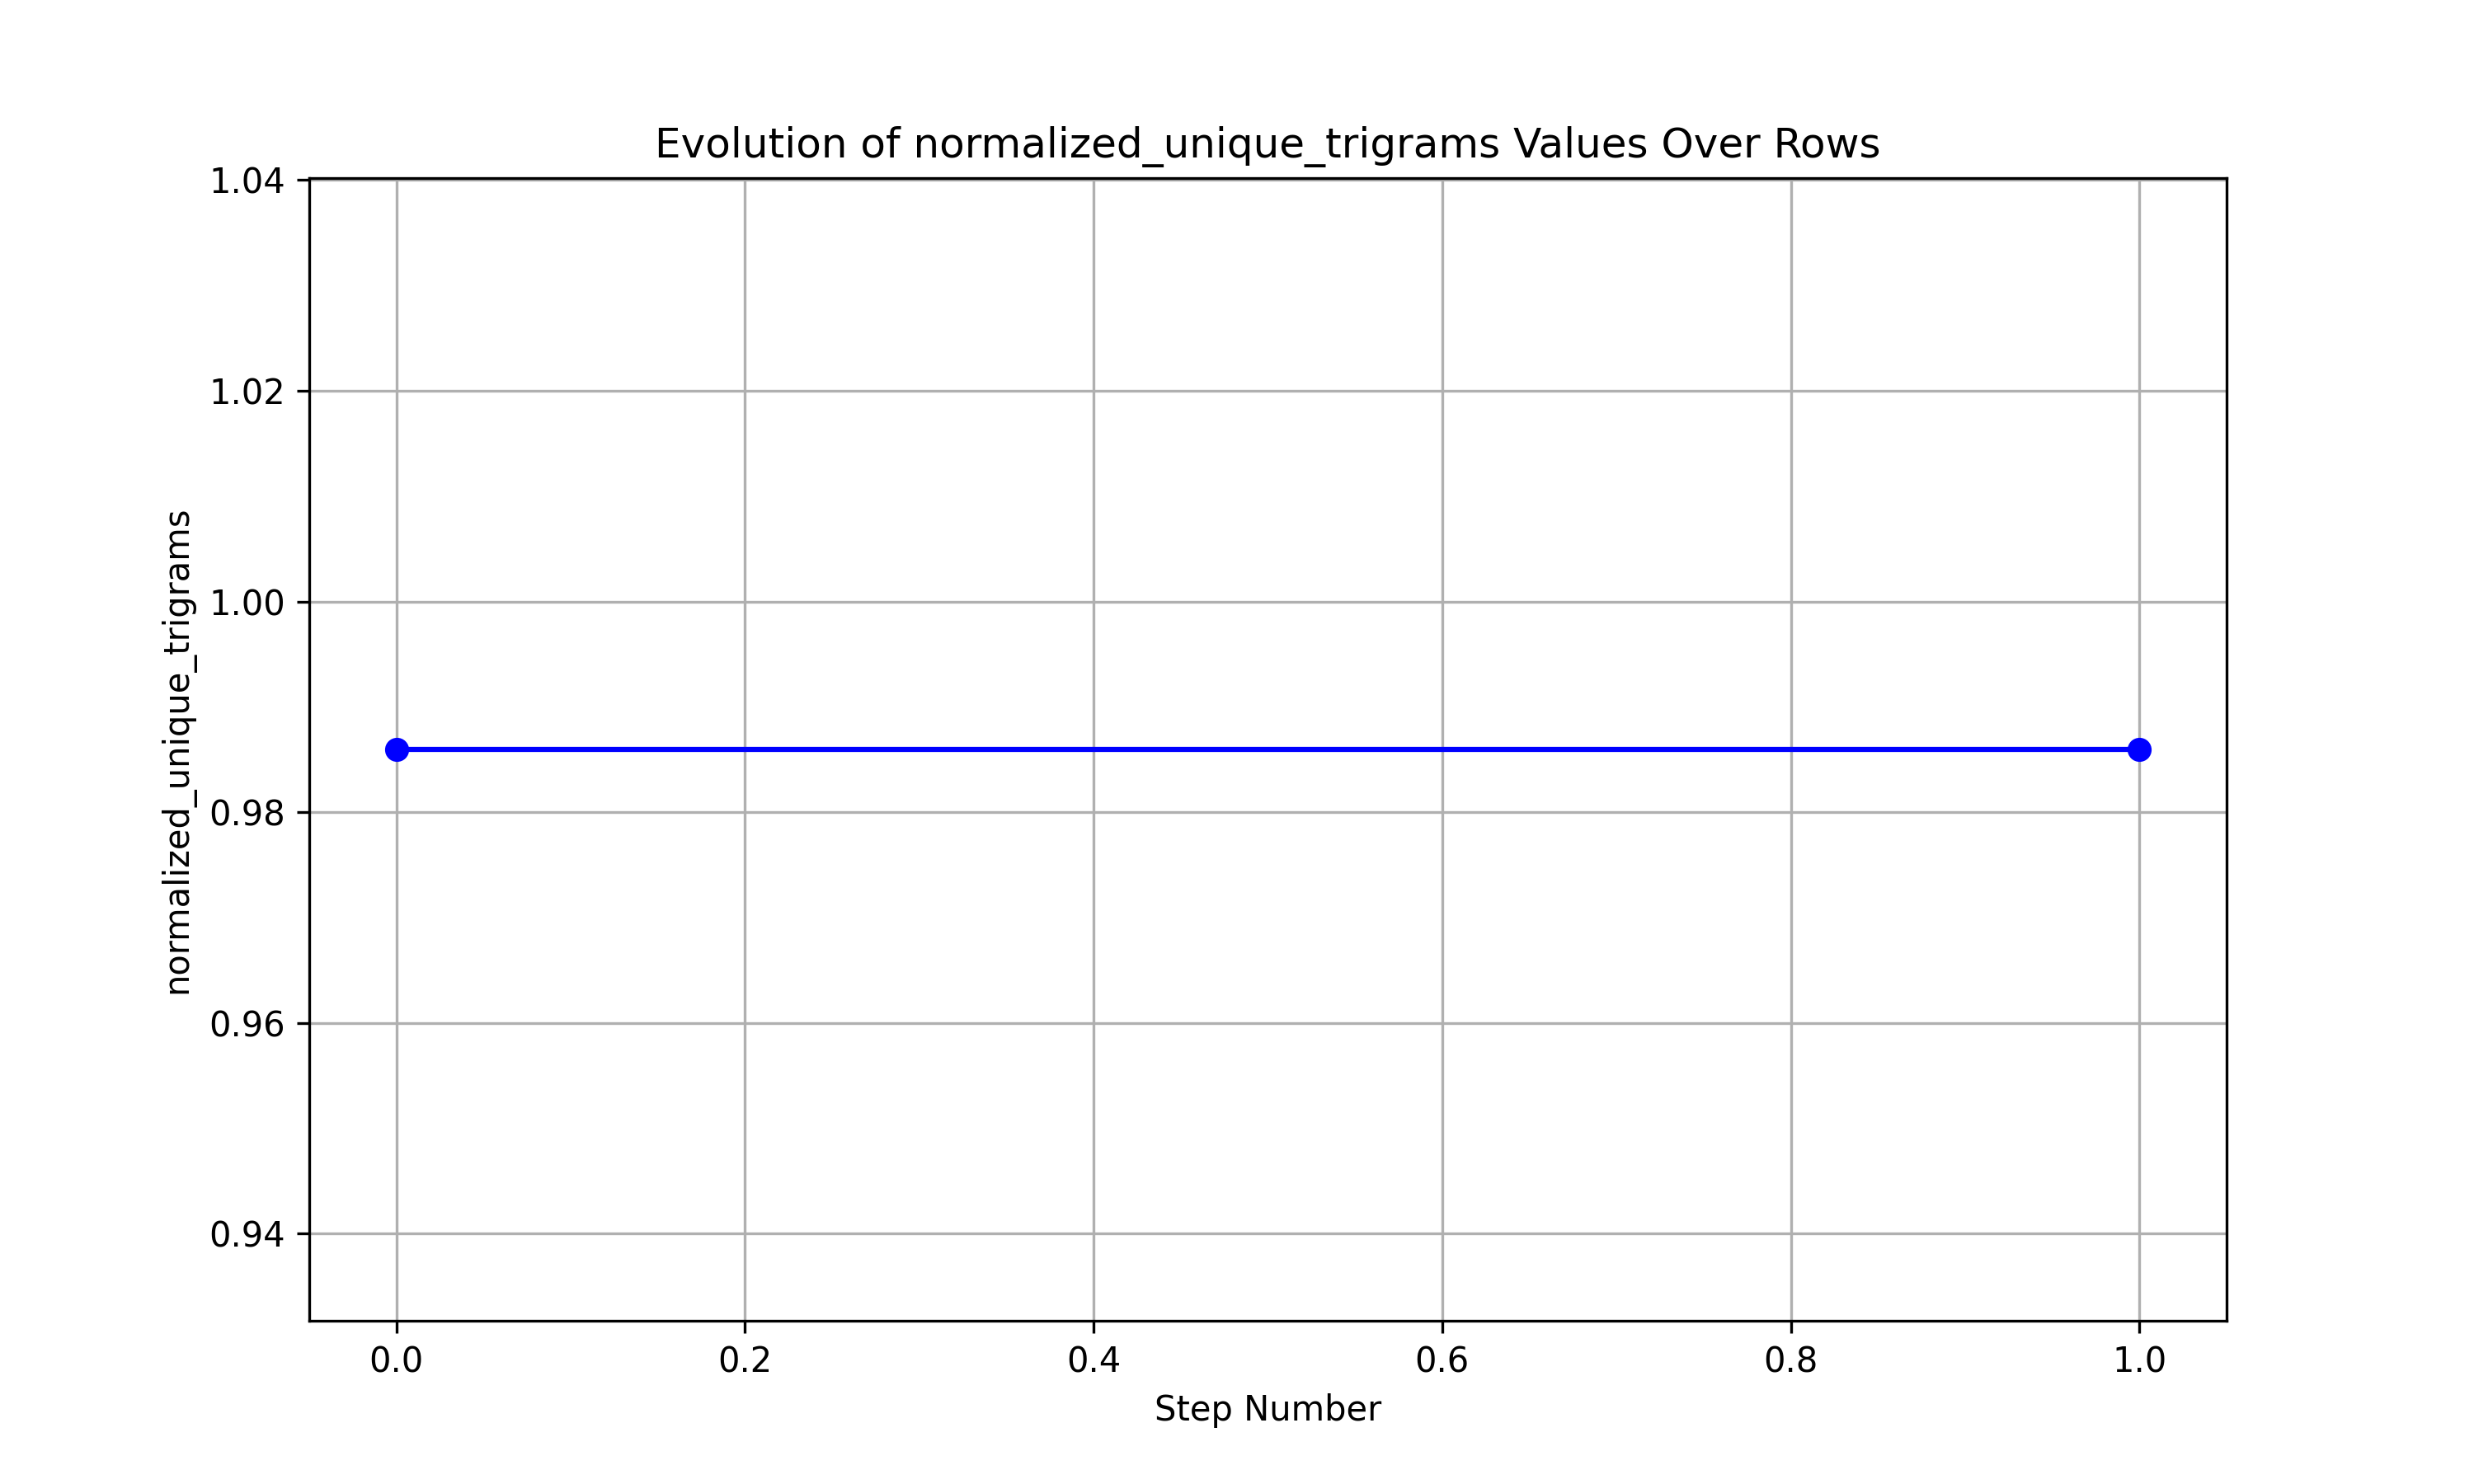 Evolution of normalized_unique_trigrams Values Over Rows
normalized_unique_trigrams
1.04
1.02
1.00
0.98
0.96
0.94
0.0 0.2 0.4 0.6 0.8 1.0
Step Number